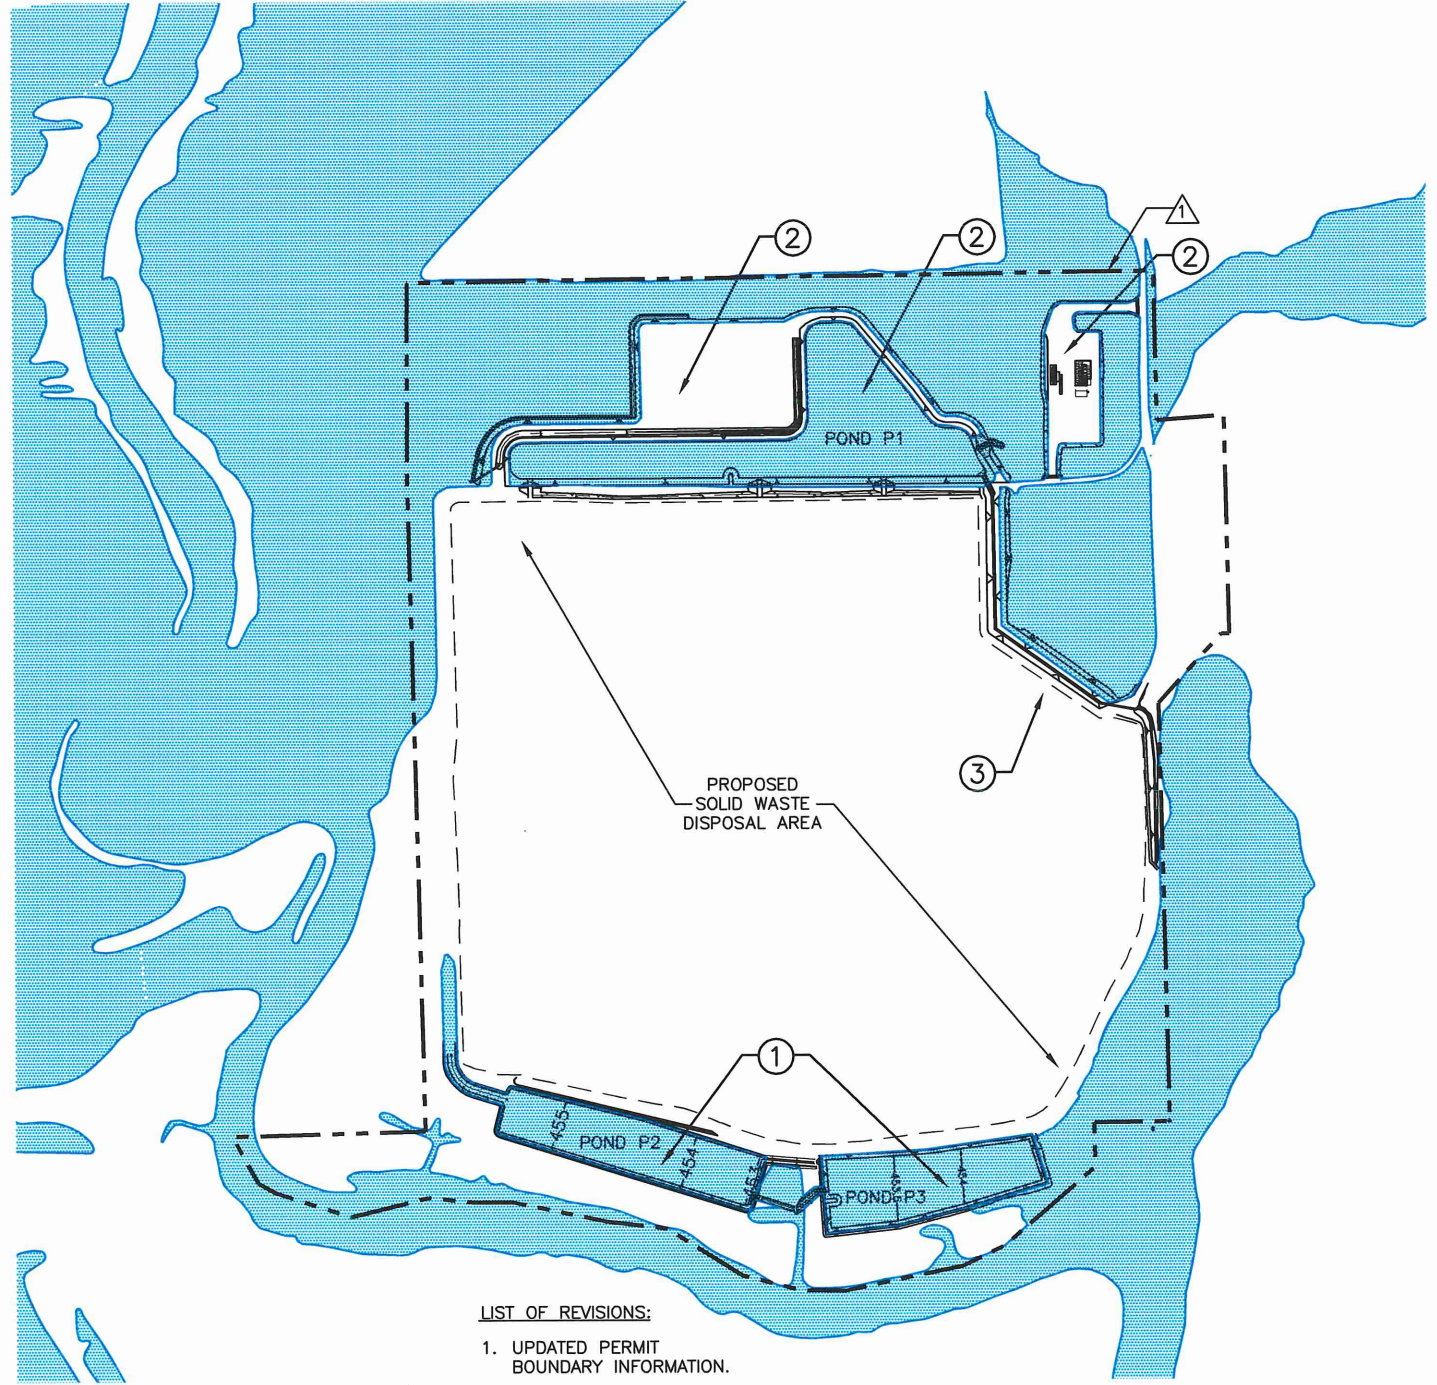 1
2
2
2
POND P1
3
PROPOSED
SOLID WASTE
DISPOSAL AREA
1
455
POND P2
454
453
POND P3
454
LIST OF REVISIONS:
1. UPDATED PERMIT
BOUNDARY INFORMATION.